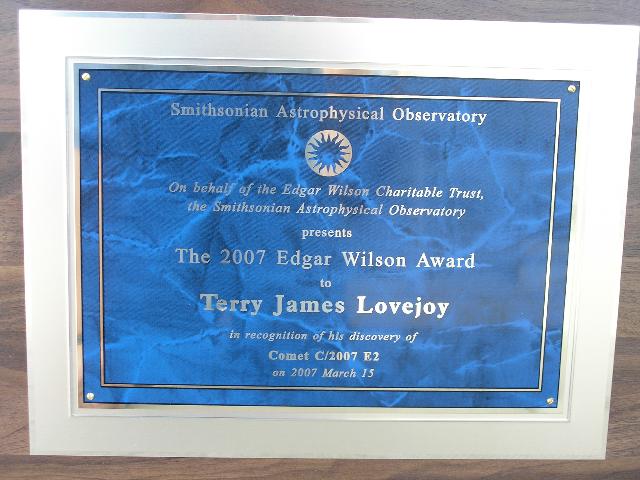 Smithsonian Astrophysical Observatory
On behalf of the Edgar Wilson Charitable Trust,
the Smithsonian Astrophysical Observatory
presents
The 2007 Edgar Wilson Award
to
Terry James Lovejoy
in recognition of his discovery of
Comet C/2007 E2
on 2007 March 15